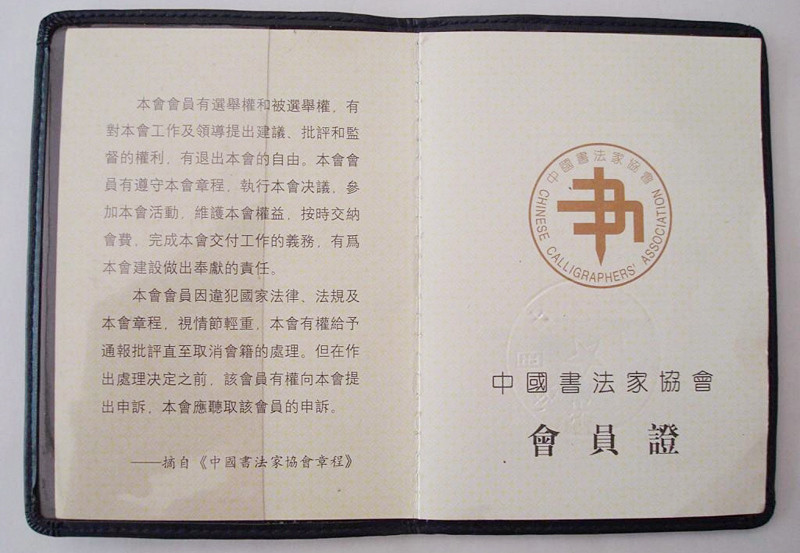 本會會員有選舉權和被選舉權，有
對本會工作及領導提出建議、批評和監
督的權利，有退出本會的自由。本會會
員有遵守本會章程，執行本會决議，參
加本會活動，維護本會權益，按時交納
會費，完成本會交付工作的義務，有爲
本會建設做出奉獻的責任。
本會會員因違犯國家法律、法規及
本會章程，視情節輕重，本會有權給予
通報批評直至取消會籍的處理。但在作
出處理决定之前，該會員有權向本會提
出申訴，本會應聽取該會員的申訴。
——摘自《中國書法家協會章程》
中國書法家協會
CHINESE CALLIGRAPHERS' ASSOCIATION
中國書法家協會
會員證